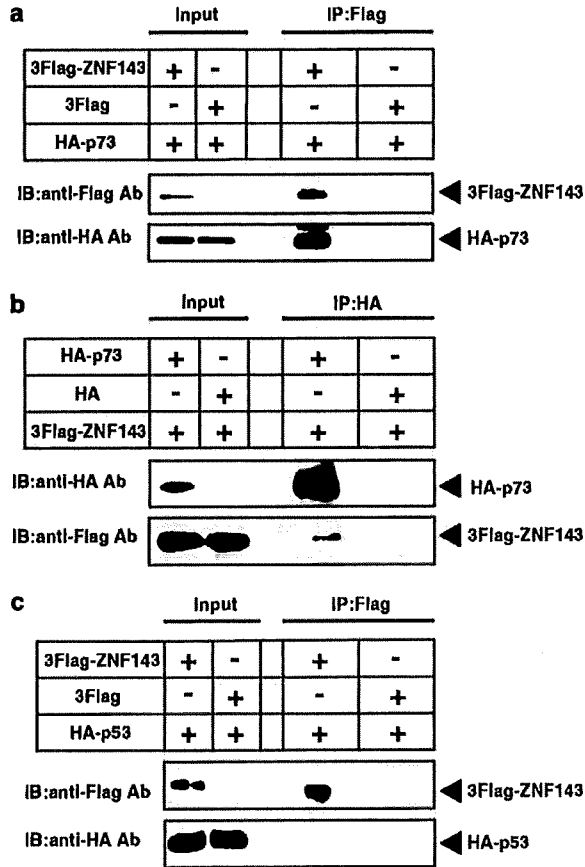 a
Input IP:Flag
3Flag-ZNF143 + - + -
3Flag - + - +
HA-p73 + + + +
IB:anti-Flag Ab 3Flag-ZNF143
IB:anti-HA Ab HA-p73
b
Input IP:HA
HA-p73 + - + -
HA - + - +
3Flag-ZNF143 + + + +
IB:anti-HA Ab HA-p73
IB:anti-Flag Ab 3Flag-ZNF143
c
Input IP:Flag
3Flag-ZNF143 + - + -
3Flag - + - +
HA-p53 + + + +
IB:anti-Flag Ab 3Flag-ZNF143
IB:anti-HA Ab HA-p53